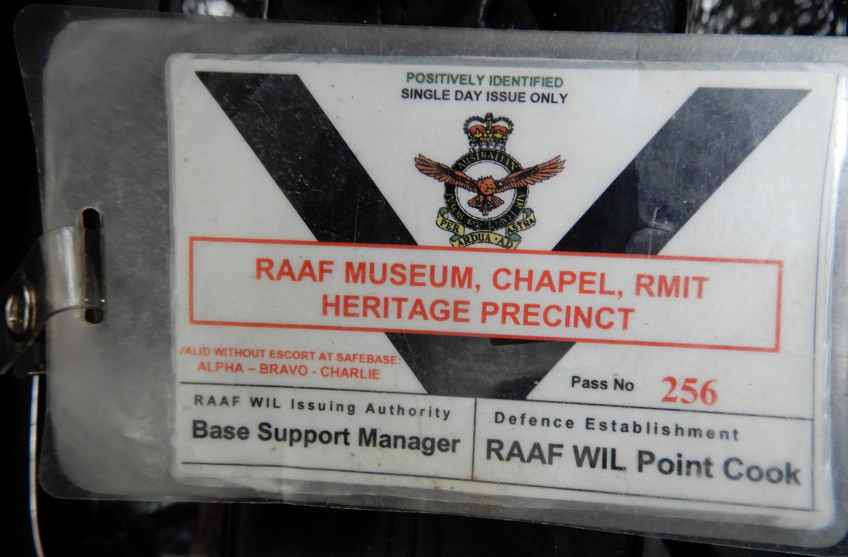 POSITIVELY IDENTIFIED
SINGLE DAY ISSUE ONLY
AUSTRALIAN
PER ARDUA AD ASTRA
RAAF MUSEUM, CHAPEL, RMIT
HERITAGE PRECINCT
VALID WITHOUT ESCORT AT SAFEBASE:
ALPHA – BRAVO - CHARLIE
Pass No 256
RAAF WIL Issuing Authority
Base Support Manager
Defence Establishment
RAAF WIL Point Cook